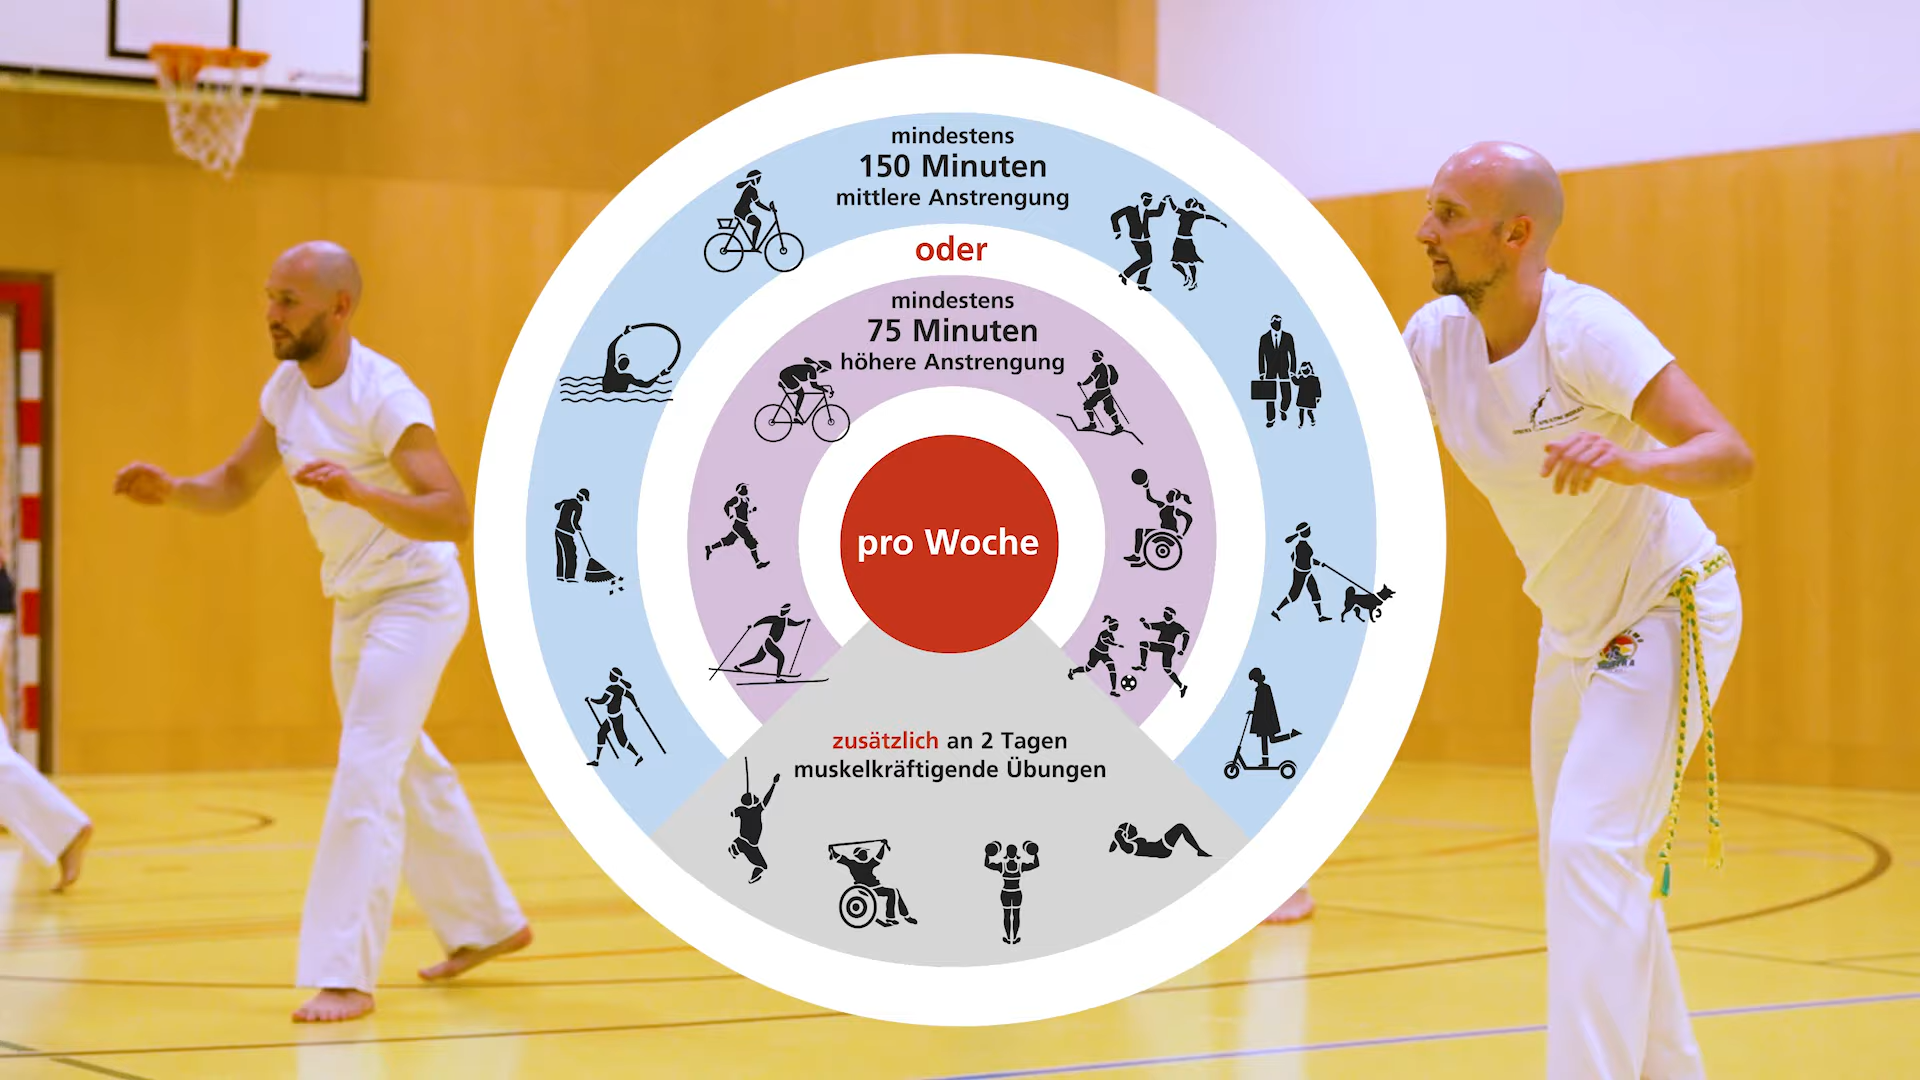 mindestens
150 Minuten
mittlere Anstrengung
oder
mindestens
75 Minuten
höhere Anstrengung
pro Woche
zusätzlich an 2 Tagen
muskelkräftigende Übungen